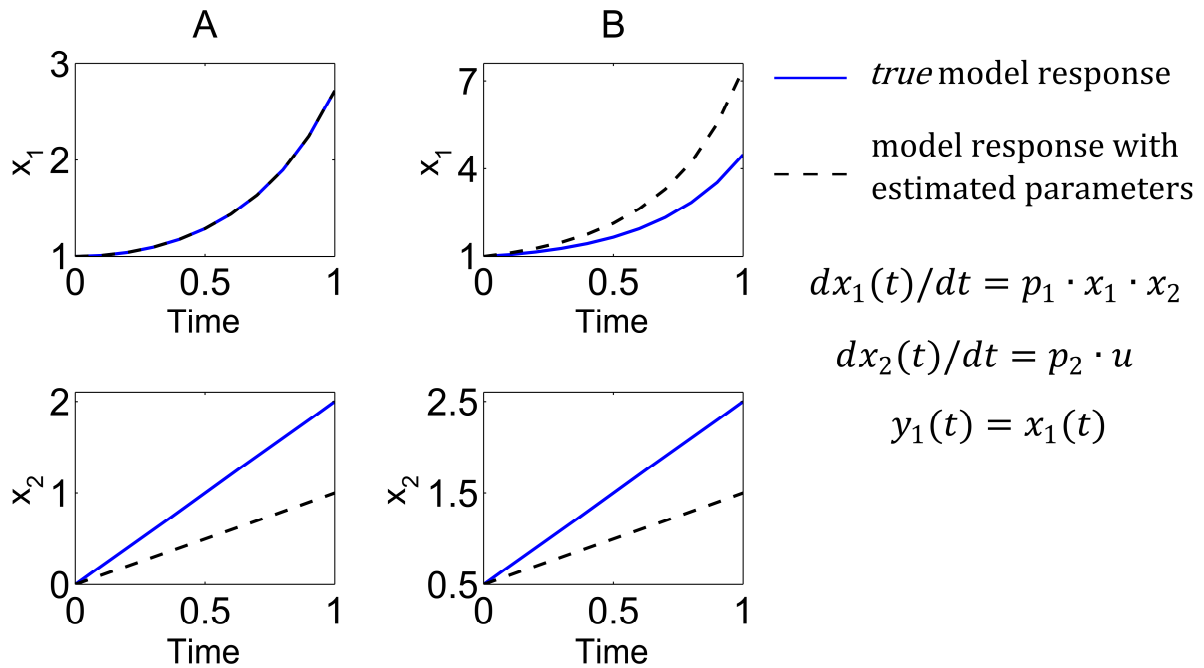 A
B
3
2
1
x1
0
0.5
1
Time
7
4
1
x1
0
0.5
1
Time
true model response
model response with
estimated parameters
dx₁(t)/dt = p₁ · x₁ · x₂
dx₂(t)/dt = p₂ · u
y₁(t) = x₁(t)
2
1
0
x2
0
0.5
1
Time
2.5
1.5
0.5
x2
0
0.5
1
Time